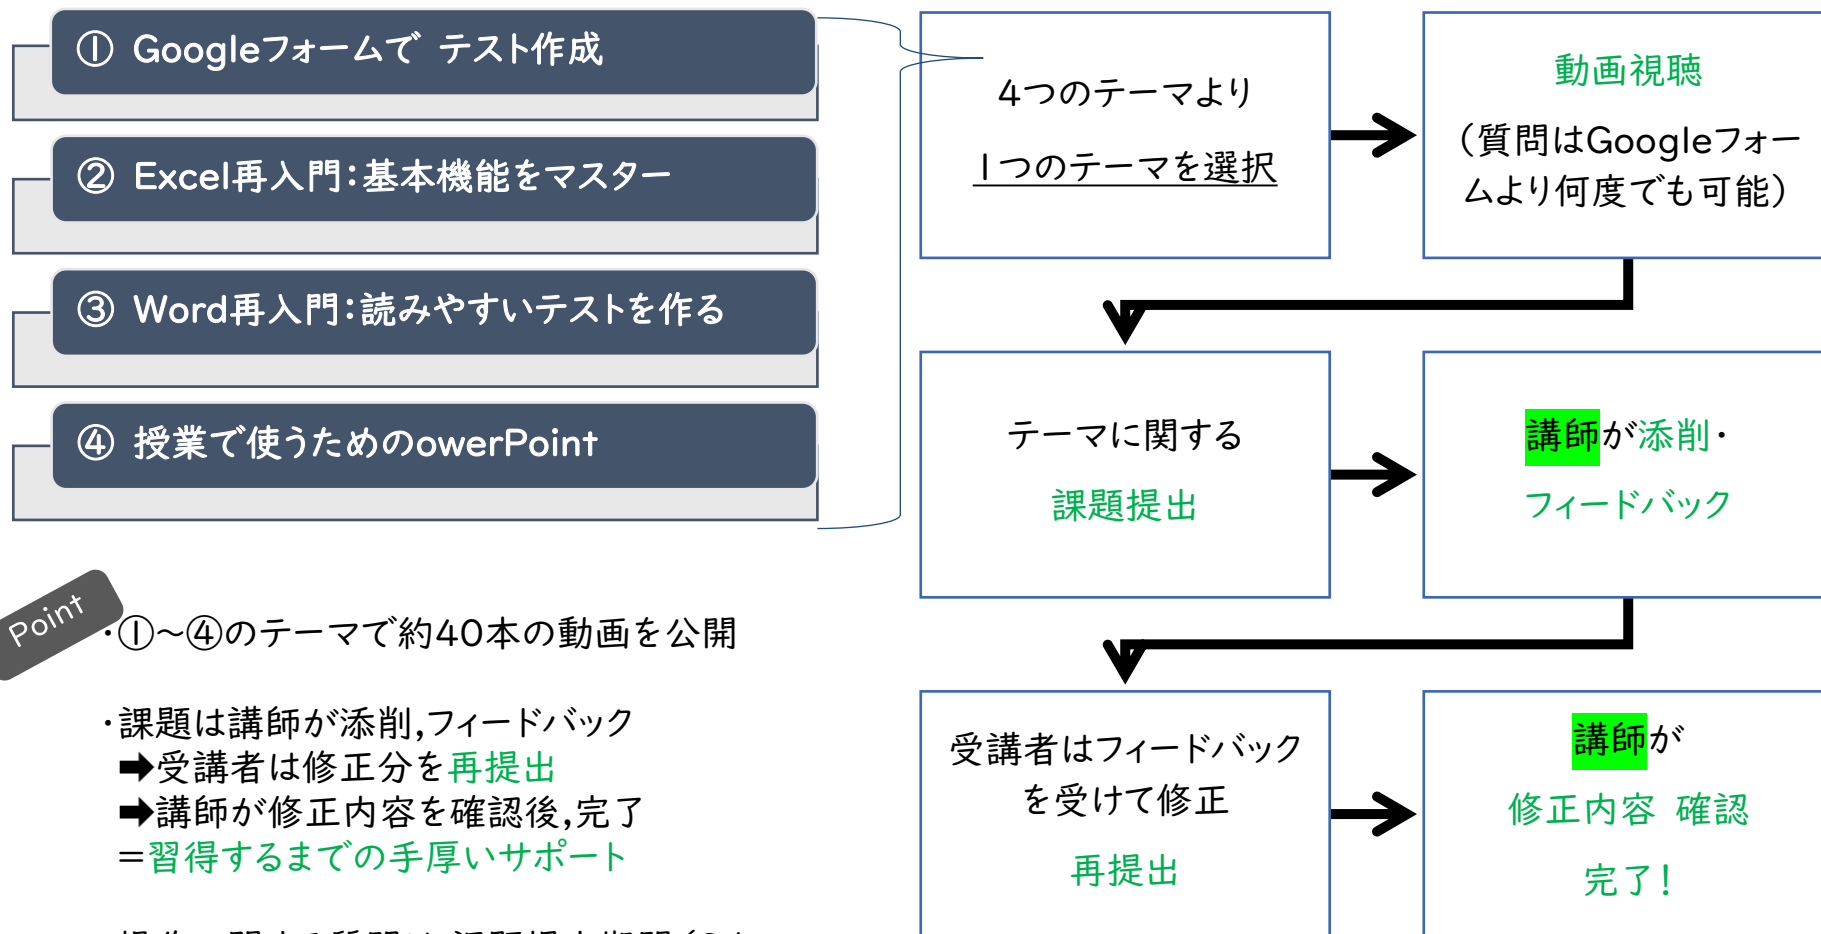 ① Googleフォームで テスト作成
② Excel再入門：基本機能をマスター
③ Word再入門：読みやすいテストを作る
④ 授業で使うためのowerPoint
4つのテーマより
1つのテーマを選択
動画視聴
（質問はGoogleフォー
ムより何度でも可能）
テーマに関する
課題提出
講師が添削・
フィードバック
受講者はフィードバック
を受けて修正
再提出
講師が
修正内容 確認
完了！
Point
・①～④のテーマで約40本の動画を公開
・課題は講師が添削,フィードバック
➡受講者は修正分を再提出
➡講師が修正内容を確認後,完了
＝習得するまでの手厚いサポート